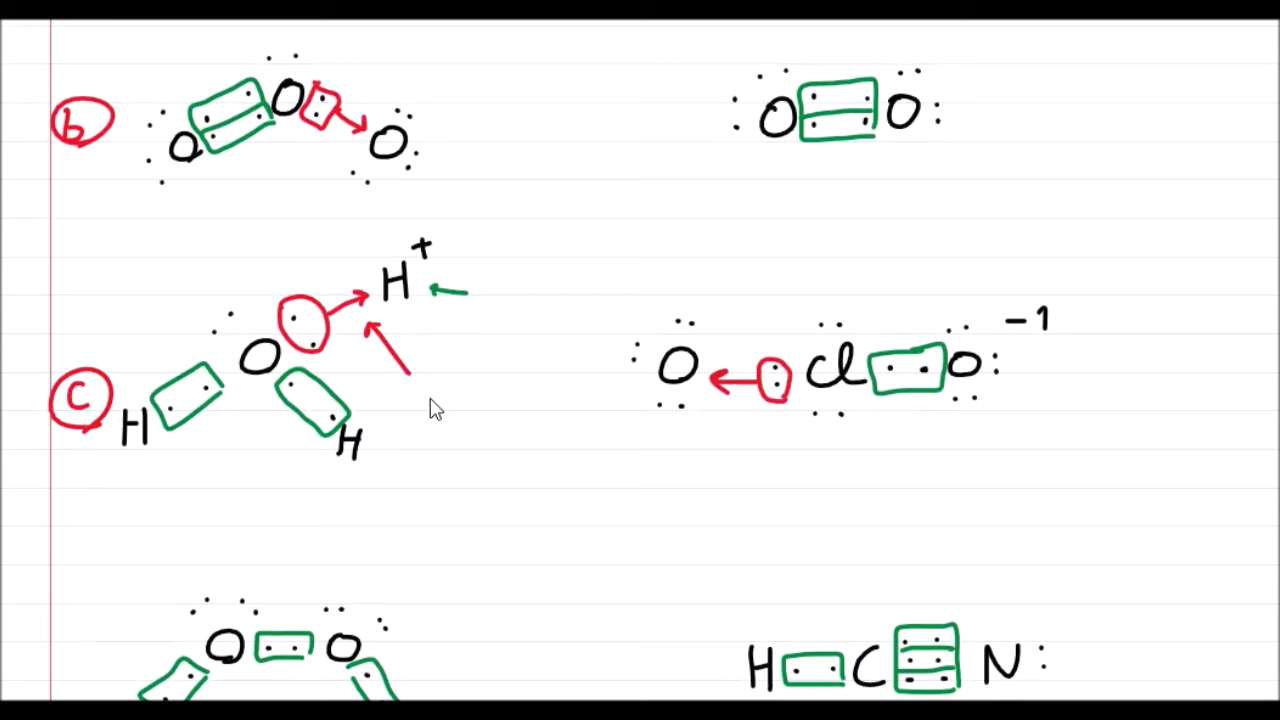 b O O O O O
H +
O Cl O -1
O
C H H
O O H C N